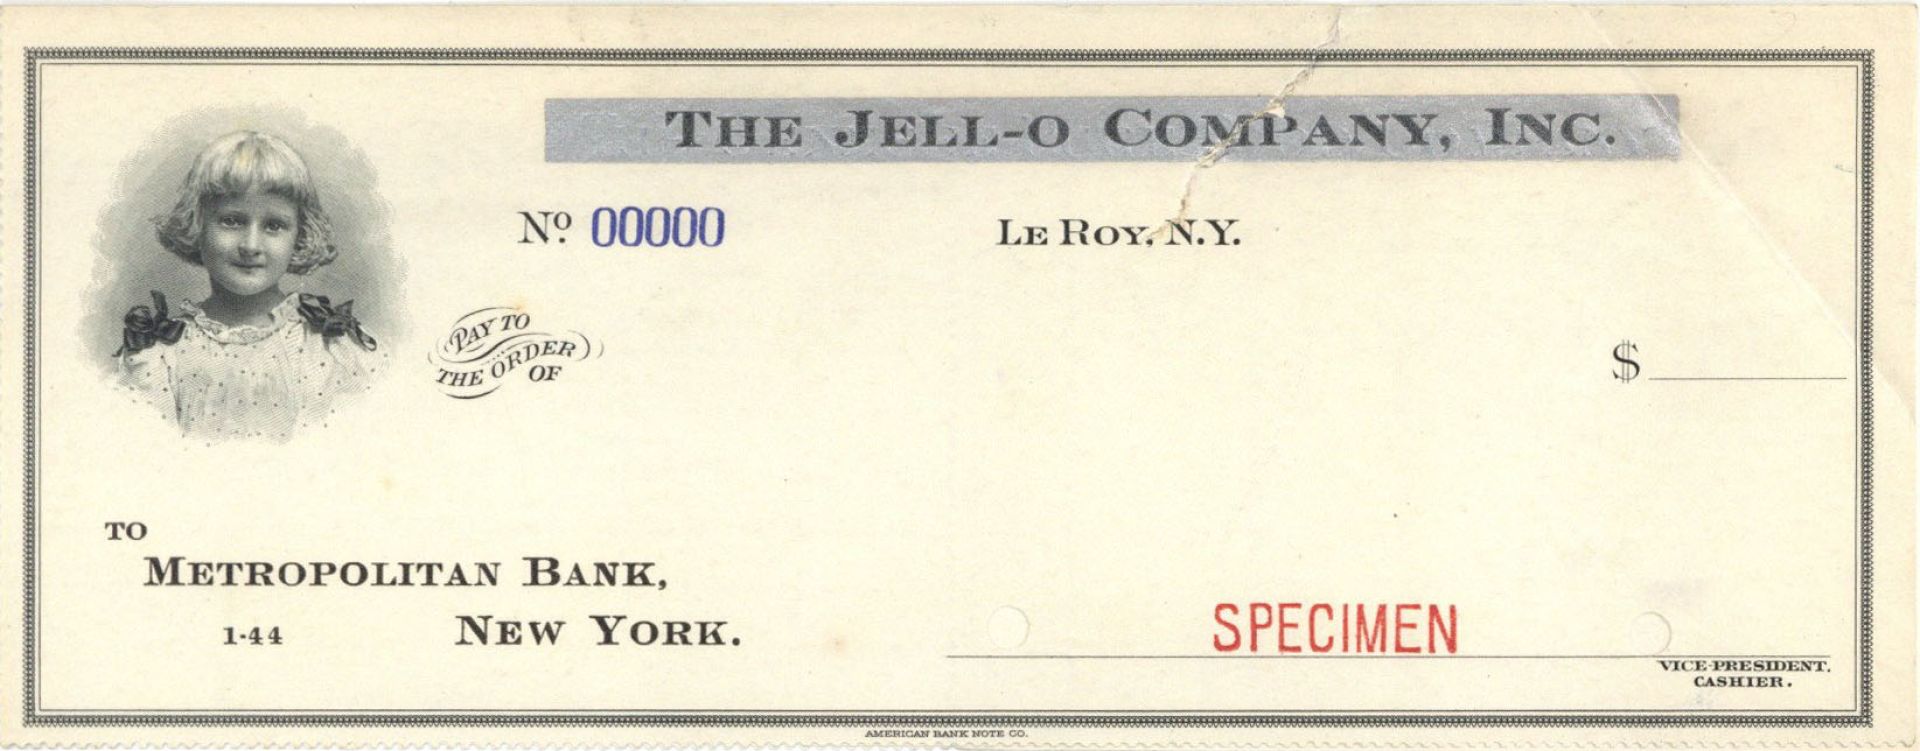 THE JELL-O COMPANY, INC.
Nº 00000
LE ROY, N.Y.
PAY TO
THE ORDER
OF
$
TO
METROPOLITAN BANK,
1-44 NEW YORK.
SPECIMEN
VICE-PRESIDENT.
CASHIER.
AMERICAN BANK NOTE CO.